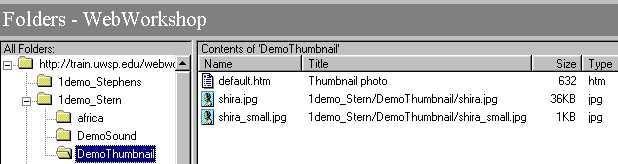 Folders - WebWorkshop
All Folders:
http://train.uwsp.edu/webwo
1demo_Stephens
1demo_Stern
africa
DemoSound
DemoThumbnail
Contents of 'DemoThumbnail'
Name Title Size Type
default.htm Thumbnail photo 632 htm
shira.jpg 1demo_Stern/DemoThumbnail/shira.jpg 36KB jpg
shira_small.jpg 1demo_Stern/DemoThumbnail/shira_small.jpg 1KB jpg